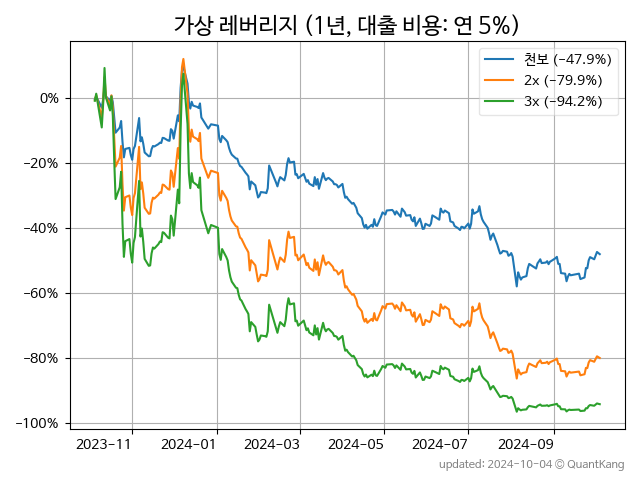 가상 레버리지 (1년, 대출 비용: 연 5%)
천보 (-47.9%)
2x (-79.9%)
3x (-94.2%)
0%
-20%
-40%
-60%
-80%
-100%
2023-11 2024-01 2024-03 2024-05 2024-07 2024-09
updated: 2024-10-04 © QuantKang